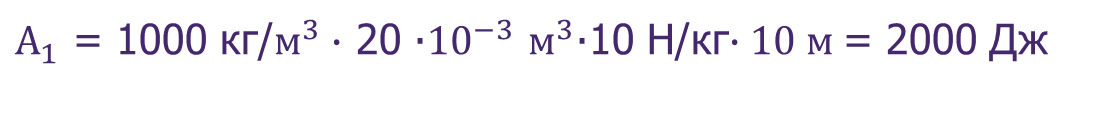 A₁ = 1000 кг/м³ · 20 ·10⁻³ м³·10 Н/кг· 10 м = 2000 Дж